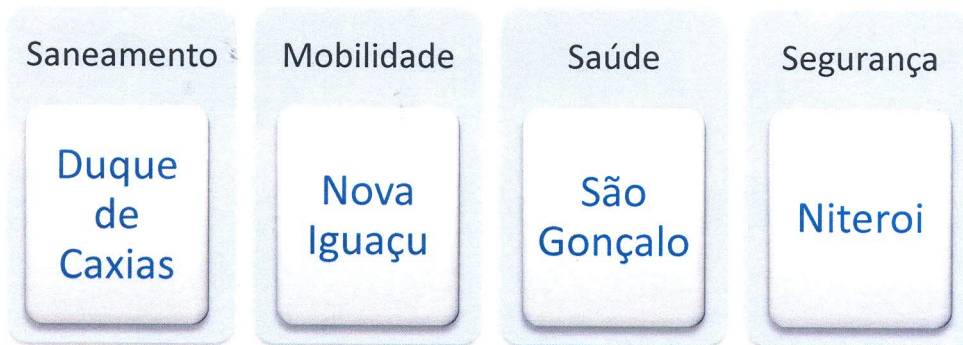 Saneamento
Duque
de
Caxias
Mobilidade
Nova
Iguaçu
Saúde
São
Gonçalo
Segurança
Niteroi